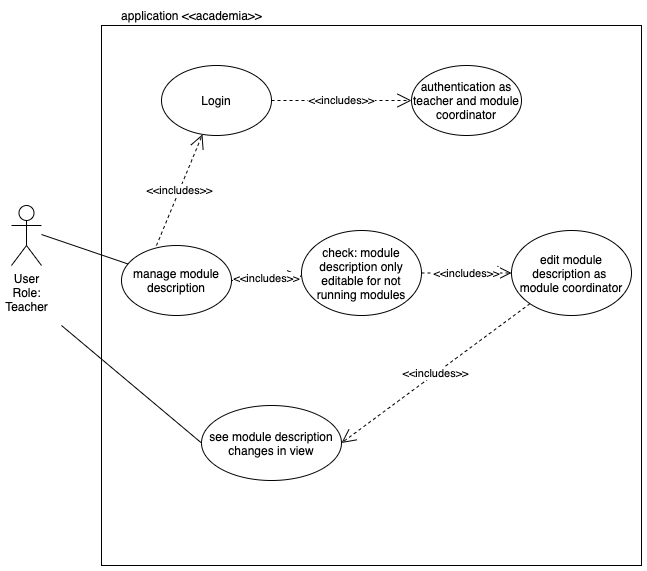 application <<academia>>
Login
<<includes>>
authentication as
teacher and module
coordinator
<<includes>>
User
Role:
Teacher
manage module
description
<<includes>>
check: module
description only
editable for not
running modules
<<includes>>
edit module
description as
module coordinator
<<includes>>
see module description
changes in view